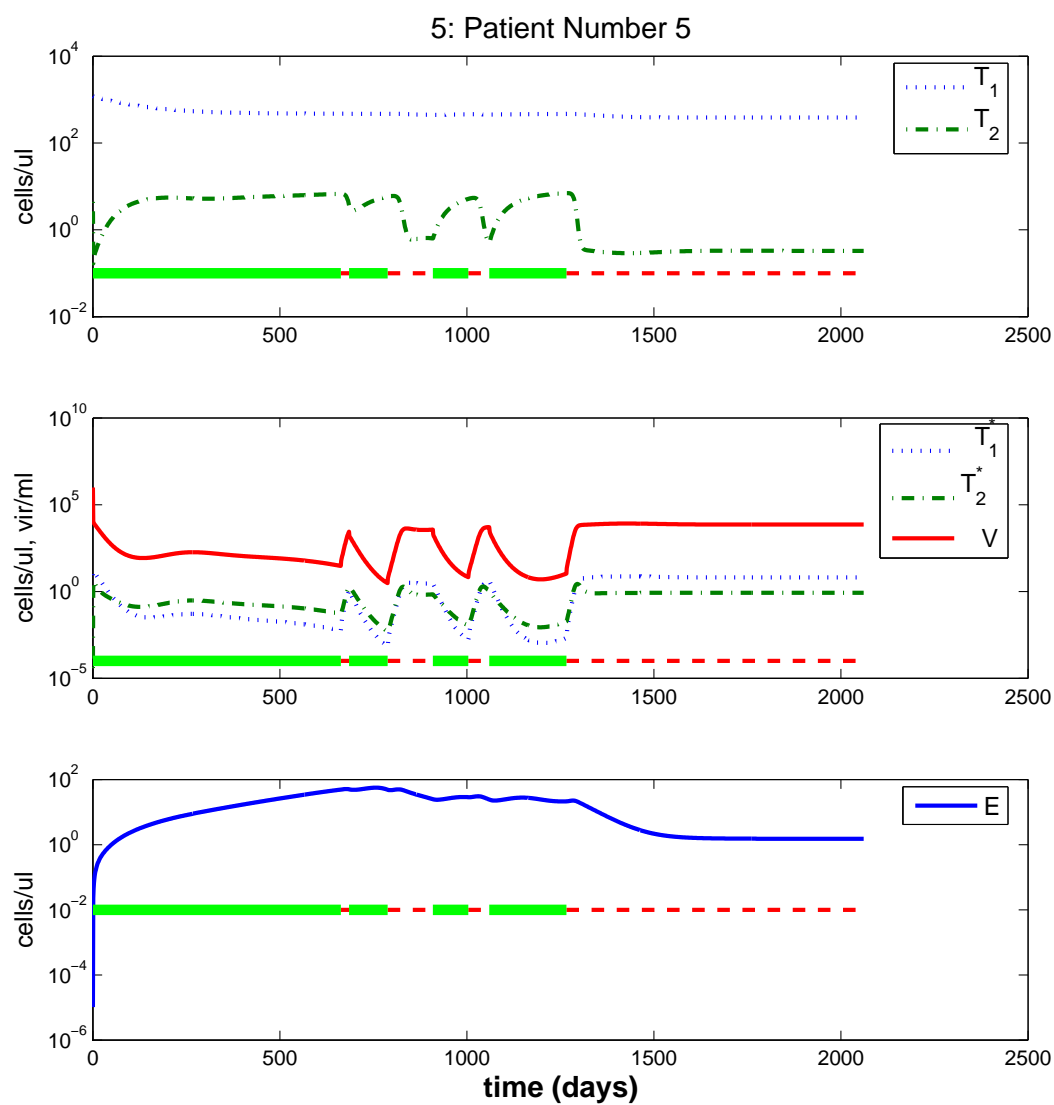 5: Patient Number 5
10^4
10^2
10^0
10^−2
cells/ul
T_1
T_2
0 500 1000 1500 2000 2500
10^10
10^5
10^0
10^−5
cells/ul, vir/ml
T_1^*
T_2^*
V
0 500 1000 1500 2000 2500
10^2
10^0
10^−2
10^−4
10^−6
cells/ul
E
0 500 1000 1500 2000 2500
time (days)